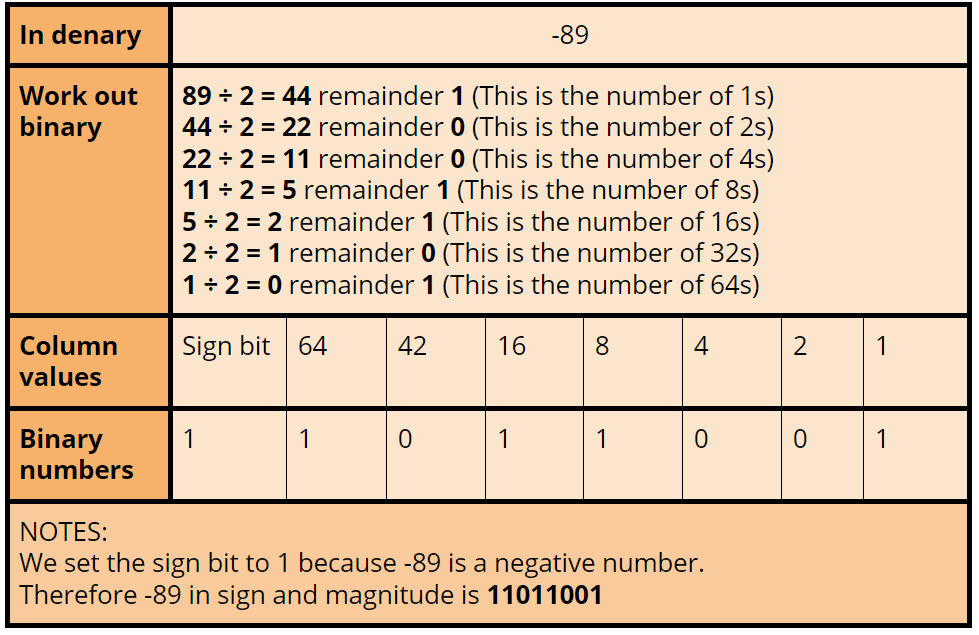 In denary
-89
Work out
binary
89 ÷ 2 = 44 remainder 1 (This is the number of 1s)
44 ÷ 2 = 22 remainder 0 (This is the number of 2s)
22 ÷ 2 = 11 remainder 0 (This is the number of 4s)
11 ÷ 2 = 5 remainder 1 (This is the number of 8s)
5 ÷ 2 = 2 remainder 1 (This is the number of 16s)
2 ÷ 2 = 1 remainder 0 (This is the number of 32s)
1 ÷ 2 = 0 remainder 1 (This is the number of 64s)
Column
values
Sign bit 64 42 16 8 4 2 1
Binary
numbers
1 1 0 1 1 0 0 1
NOTES:
We set the sign bit to 1 because -89 is a negative number.
Therefore -89 in sign and magnitude is 11011001